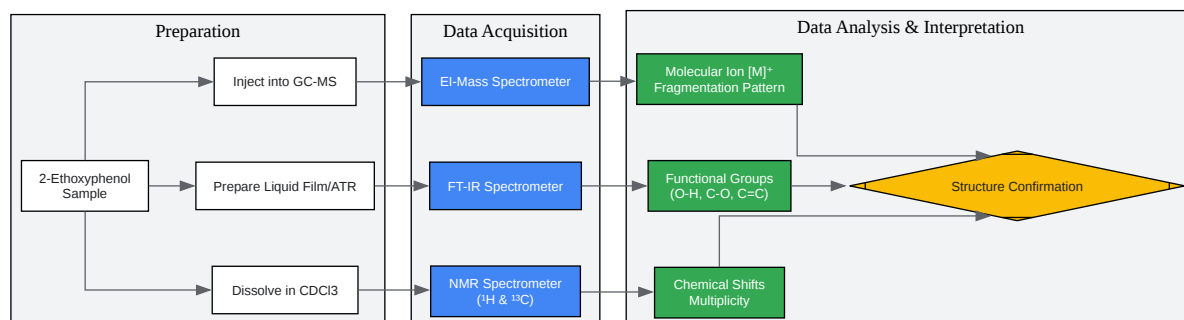 Preparation
Data Acquisition
Data Analysis & Interpretation
Inject into GC-MS
EI-Mass Spectrometer
Molecular Ion [M]⁺
Fragmentation Pattern
2-Ethoxyphenol
Sample
Prepare Liquid Film/ATR
FT-IR Spectrometer
Functional Groups
(O-H, C-O, C=C)
Structure Confirmation
Dissolve in CDCl3
NMR Spectrometer
(¹H & ¹³C)
Chemical Shifts
Multiplicity